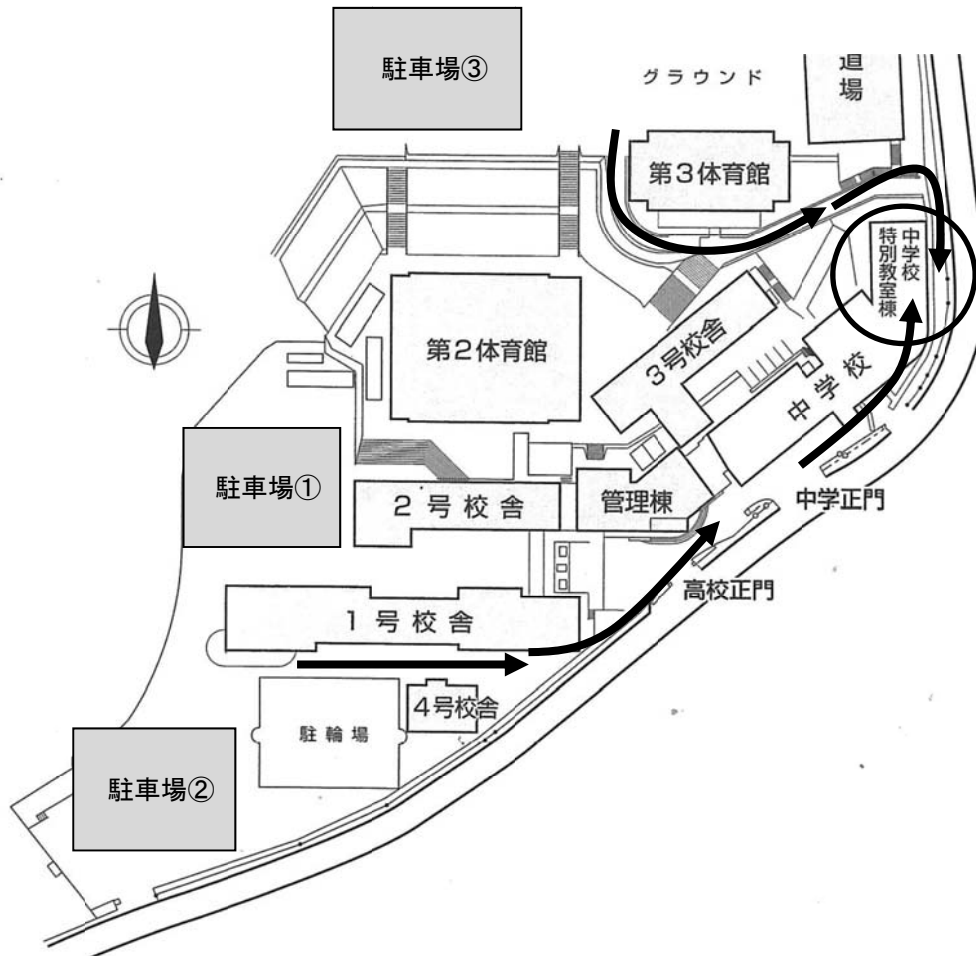 駐車場③
グラウンド
道場
第3体育館
中学校
特別教室棟
第2体育館
3号校舎
中学校
駐車場①
2号校舎
管理棟
中学正門
高校正門
1号校舎
4号校舎
駐輪場
駐車場②